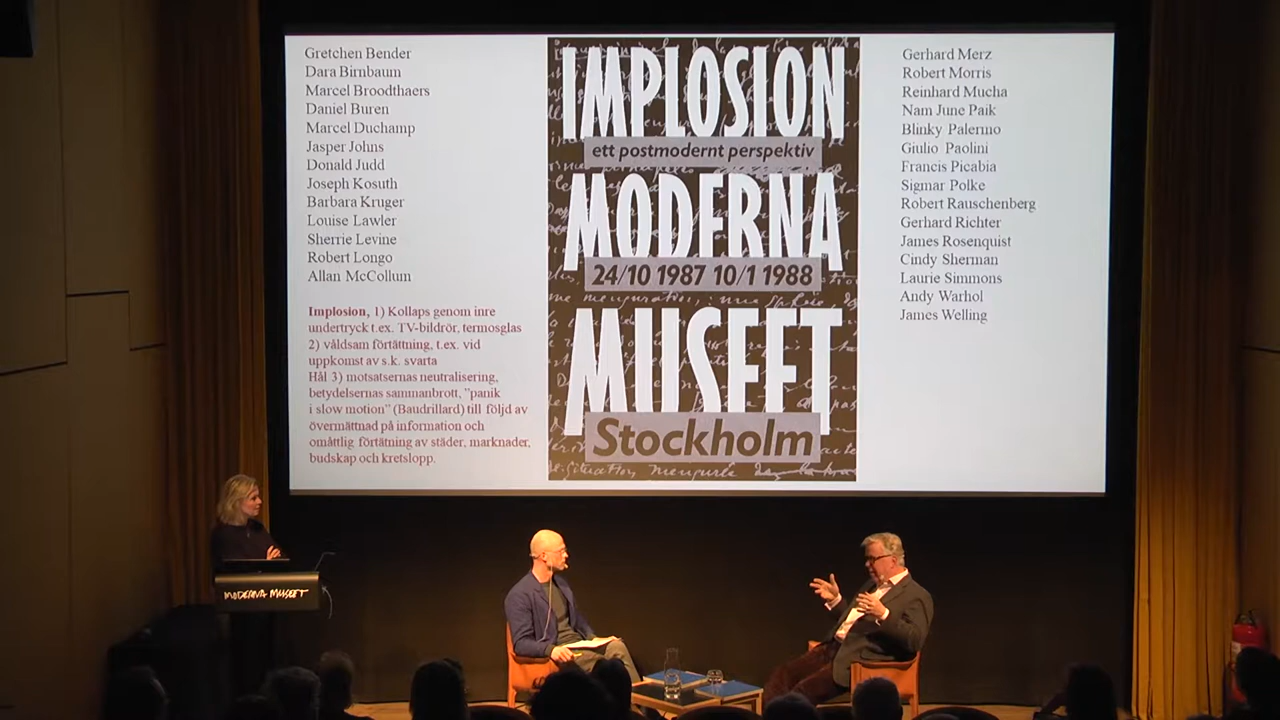 Gretchen Bender
Dara Birnbaum
Marcel Broodthaers
Daniel Buren
Marcel Duchamp
Jasper Johns
Donald Judd
Joseph Kosuth
Barbara Kruger
Louise Lawler
Sherrie Levine
Robert Longo
Allan McCollum
Implosion, 1) Kollaps genom inre
undertryck t.ex. TV-bildrör, termosglas
2) våldsam förtättning, t.ex. vid
uppkomst av s.k. svarta
Hål 3) motsatsernas neutralisering,
betydelsernas sammanbrott, ”panik
i slow motion” (Baudrillard) till följd av
övermättnad på information och
omåttlig förtätning av städer, marknader,
budskap och kretslopp.
IMPLOSION
ett postmodernt perspektiv
MODERNA
24/10 1987 10/1 1988
MUSEET
Stockholm
Gerhard Merz
Robert Morris
Reinhard Mucha
Nam June Paik
Blinky Palermo
Giulio Paolini
Francis Picabia
Sigmar Polke
Robert Rauschenberg
Gerhard Richter
James Rosenquist
Cindy Sherman
Laurie Simmons
Andy Warhol
James Welling
MODERNA MUSEET